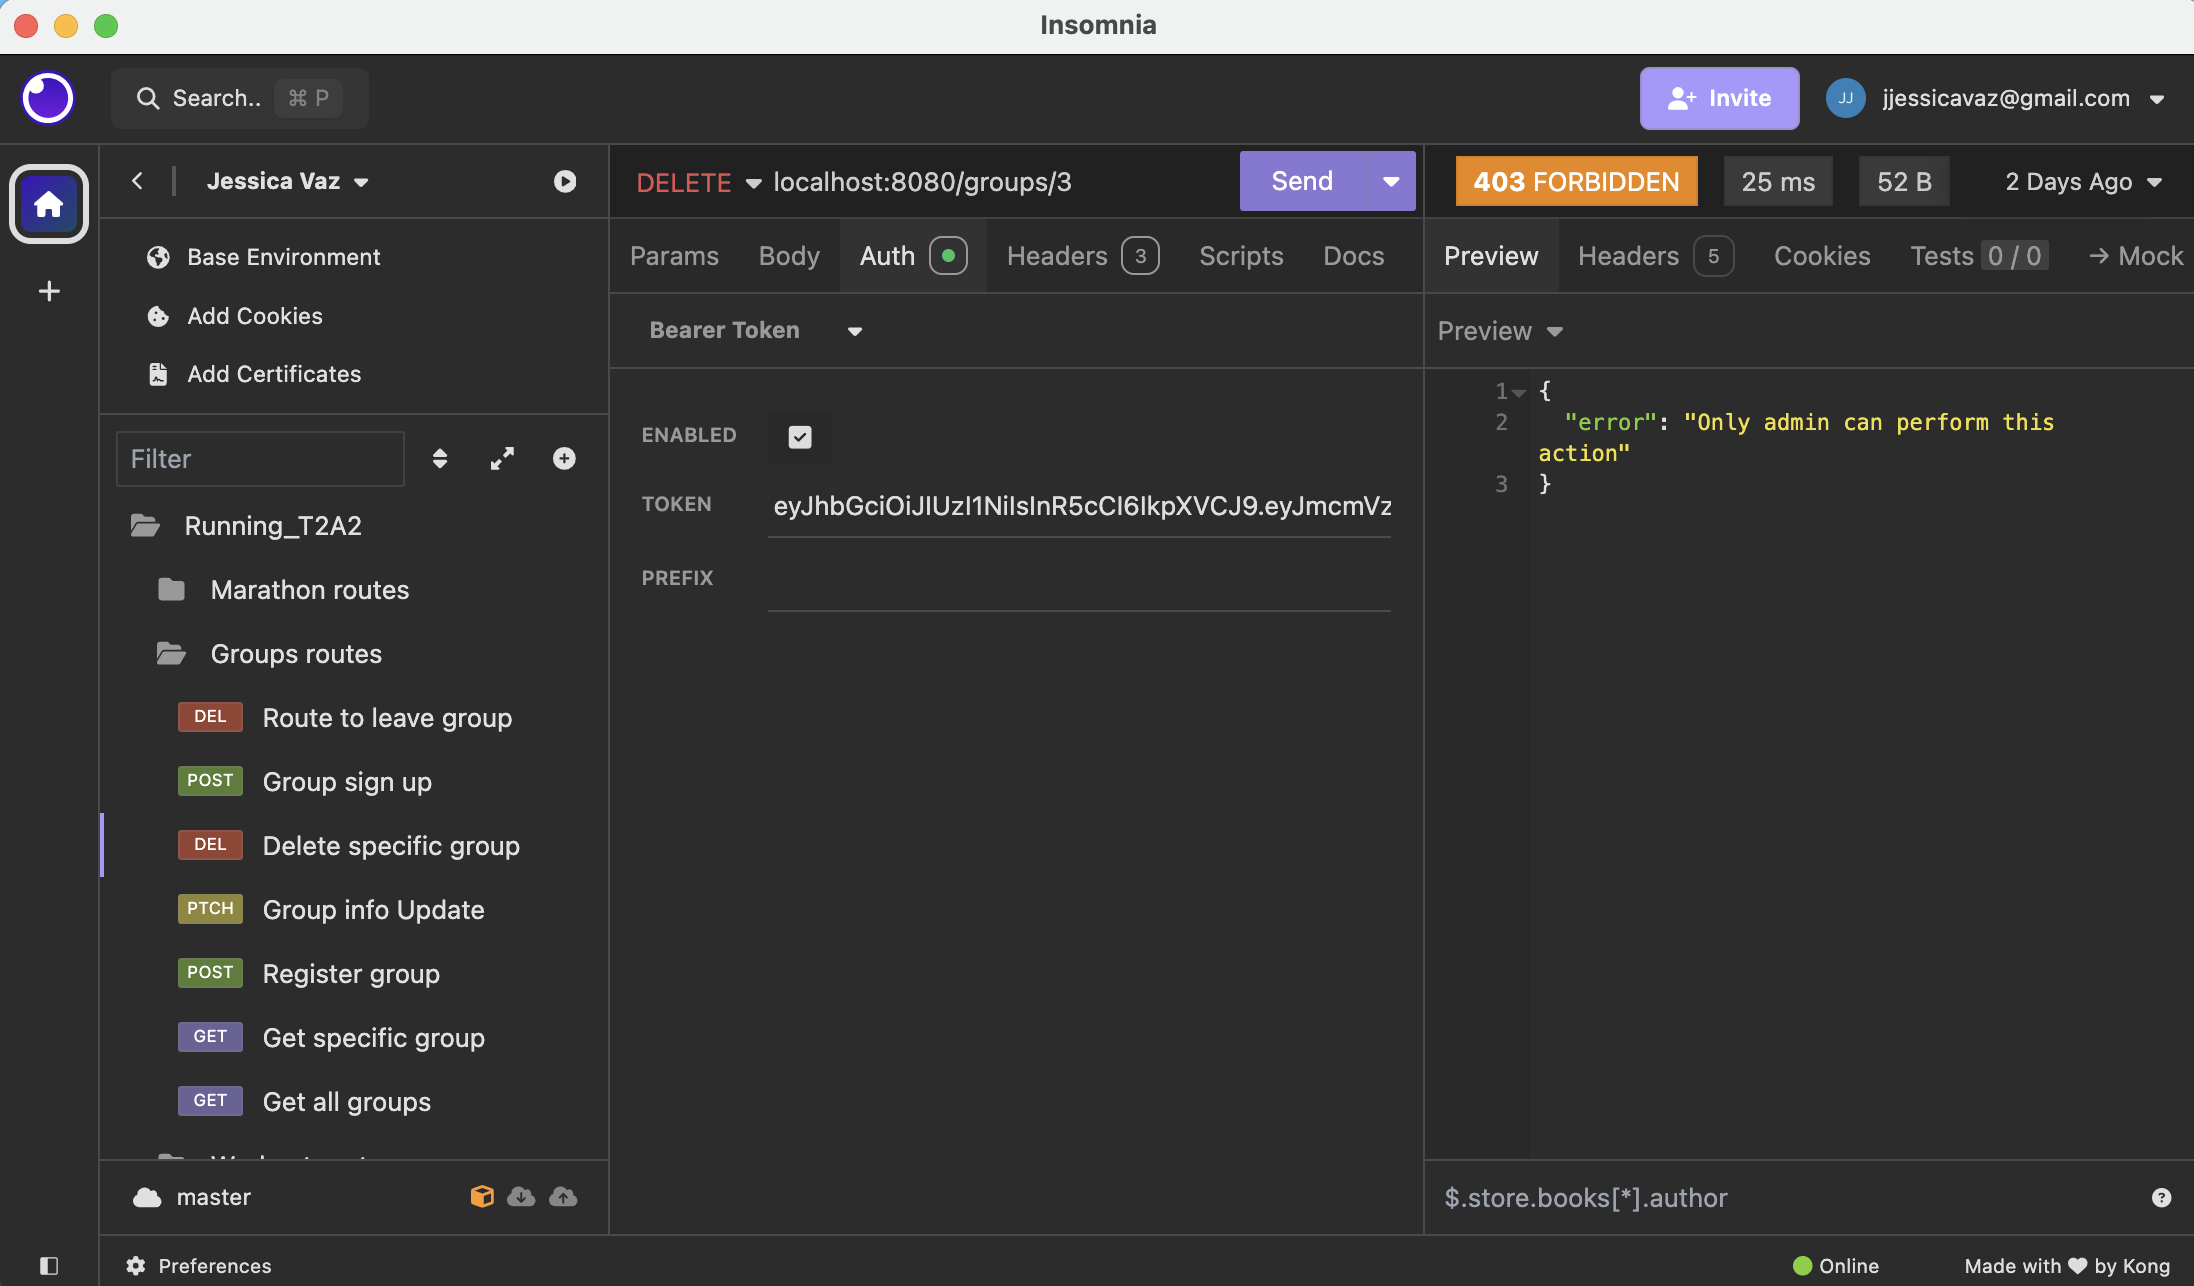 Insomnia
Search..
⌘ P
Invite
JJ
jjessicavaz@gmail.com
Jessica Vaz
Base Environment
Add Cookies
Add Certificates
Filter
Running_T2A2
Marathon routes
Groups routes
DEL Route to leave group
POST Group sign up
DEL Delete specific group
PTCH Group info Update
POST Register group
GET Get specific group
GET Get all groups
master
DELETE localhost:8080/groups/3
Send
Params
Body
Auth
Headers 3
Scripts
Docs
Bearer Token
ENABLED
TOKEN eyJhbGciOiJIUzI1NiIsInR5cCI6IkpXVCJ9.eyJmcmVz
PREFIX
403 FORBIDDEN
25 ms
52 B
2 Days Ago
Preview
Headers 5
Cookies
Tests 0 / 0
→ Mock
Preview
1 {
2 "error": "Only admin can perform this
action"
3 }
$.store.books[*].author
?
Preferences
Online
Made with ♥ by Kong